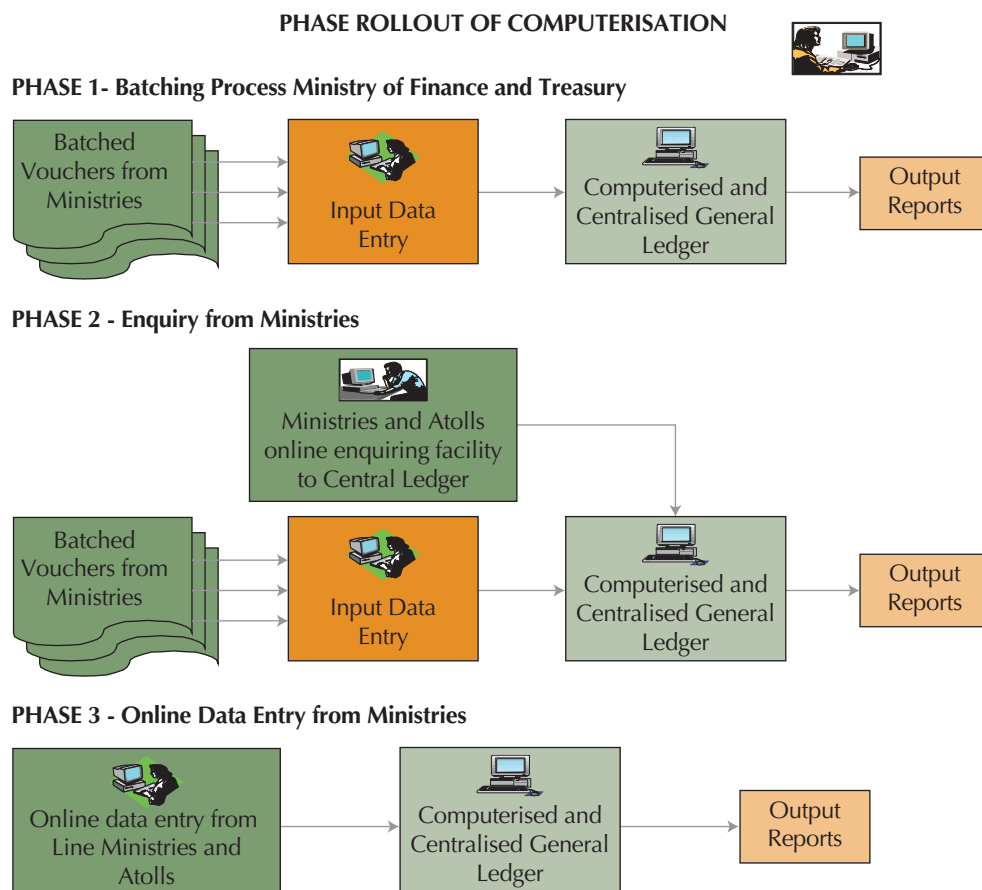 PHASE ROLLOUT OF COMPUTERISATION
PHASE 1- Batching Process Ministry of Finance and Treasury
Batched
Vouchers from
Ministries
Input Data
Entry
Computerised and
Centralised General
Ledger
Output
Reports
PHASE 2 - Enquiry from Ministries
Ministries and Atolls
online enquiring facility
to Central Ledger
Batched
Vouchers from
Ministries
Input Data
Entry
Computerised and
Centralised General
Ledger
Output
Reports
PHASE 3 - Online Data Entry from Ministries
Online data entry from
Line Ministries and
Atolls
Computerised and
Centralised General
Ledger
Output
Reports